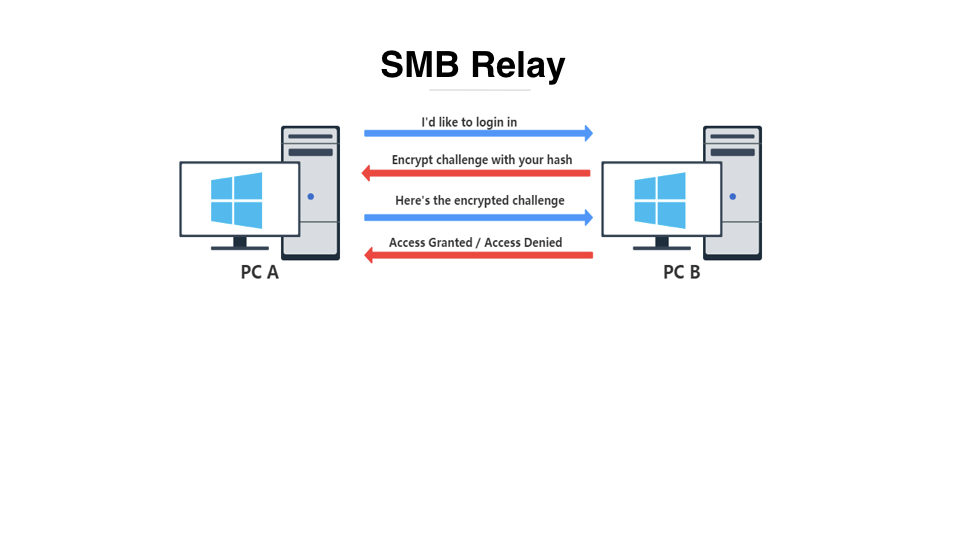 SMB Relay
I'd like to login in
Encrypt challenge with your hash
Here's the encrypted challenge
Access Granted / Access Denied
PC A
PC B